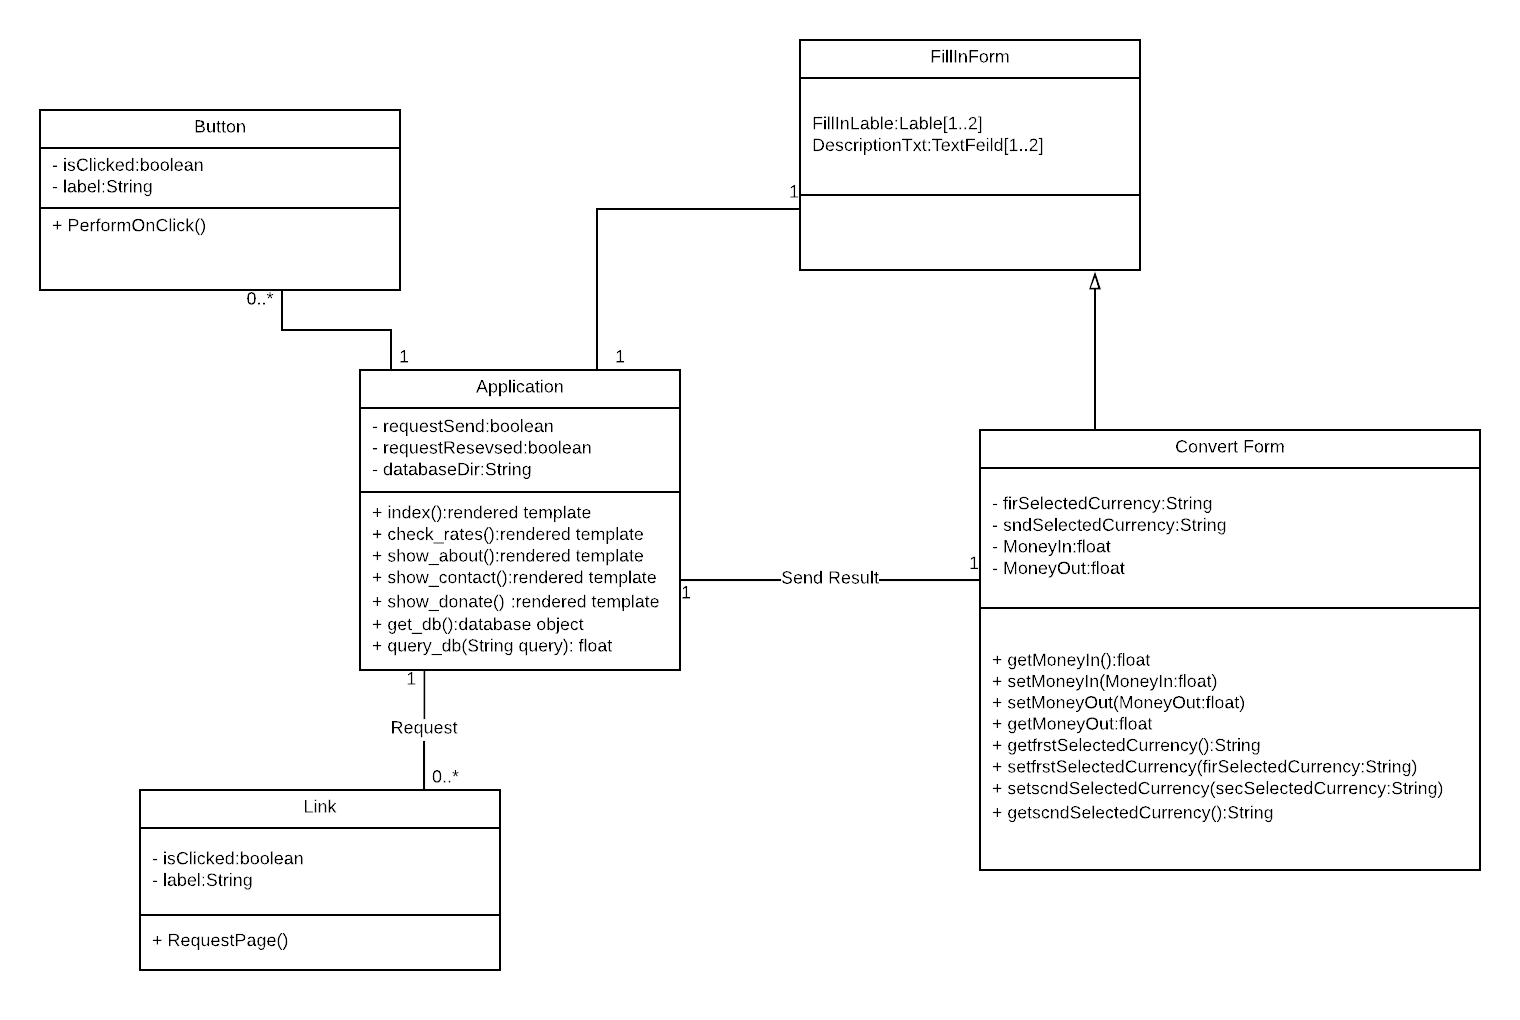 FillInForm
FillInLable:Lable[1..2]
DescriptionTxt:TextFeild[1..2]
1
Button
- isClicked:boolean
- label:String
+ PerformOnClick()
0..*
1
1
Application
- requestSend:boolean
- requestResevsed:boolean
- databaseDir:String
+ index():rendered template
+ check_rates():rendered template
+ show_about():rendered template
+ show_contact():rendered template
+ show_donate() :rendered template
+ get_db():database object
+ query_db(String query): float
1
Send Result
1
Convert Form
- firSelectedCurrency:String
- sndSelectedCurrency:String
- MoneyIn:float
- MoneyOut:float
+ getMoneyIn():float
+ setMoneyIn(MoneyIn:float)
+ setMoneyOut(MoneyOut:float)
+ getMoneyOut:float
+ getfrstSelectedCurrency():String
+ setfrstSelectedCurrency(firSelectedCurrency:String)
+ setscndSelectedCurrency(secSelectedCurrency:String)
+ getscndSelectedCurrency():String
1
Request
0..*
Link
- isClicked:boolean
- label:String
+ RequestPage()